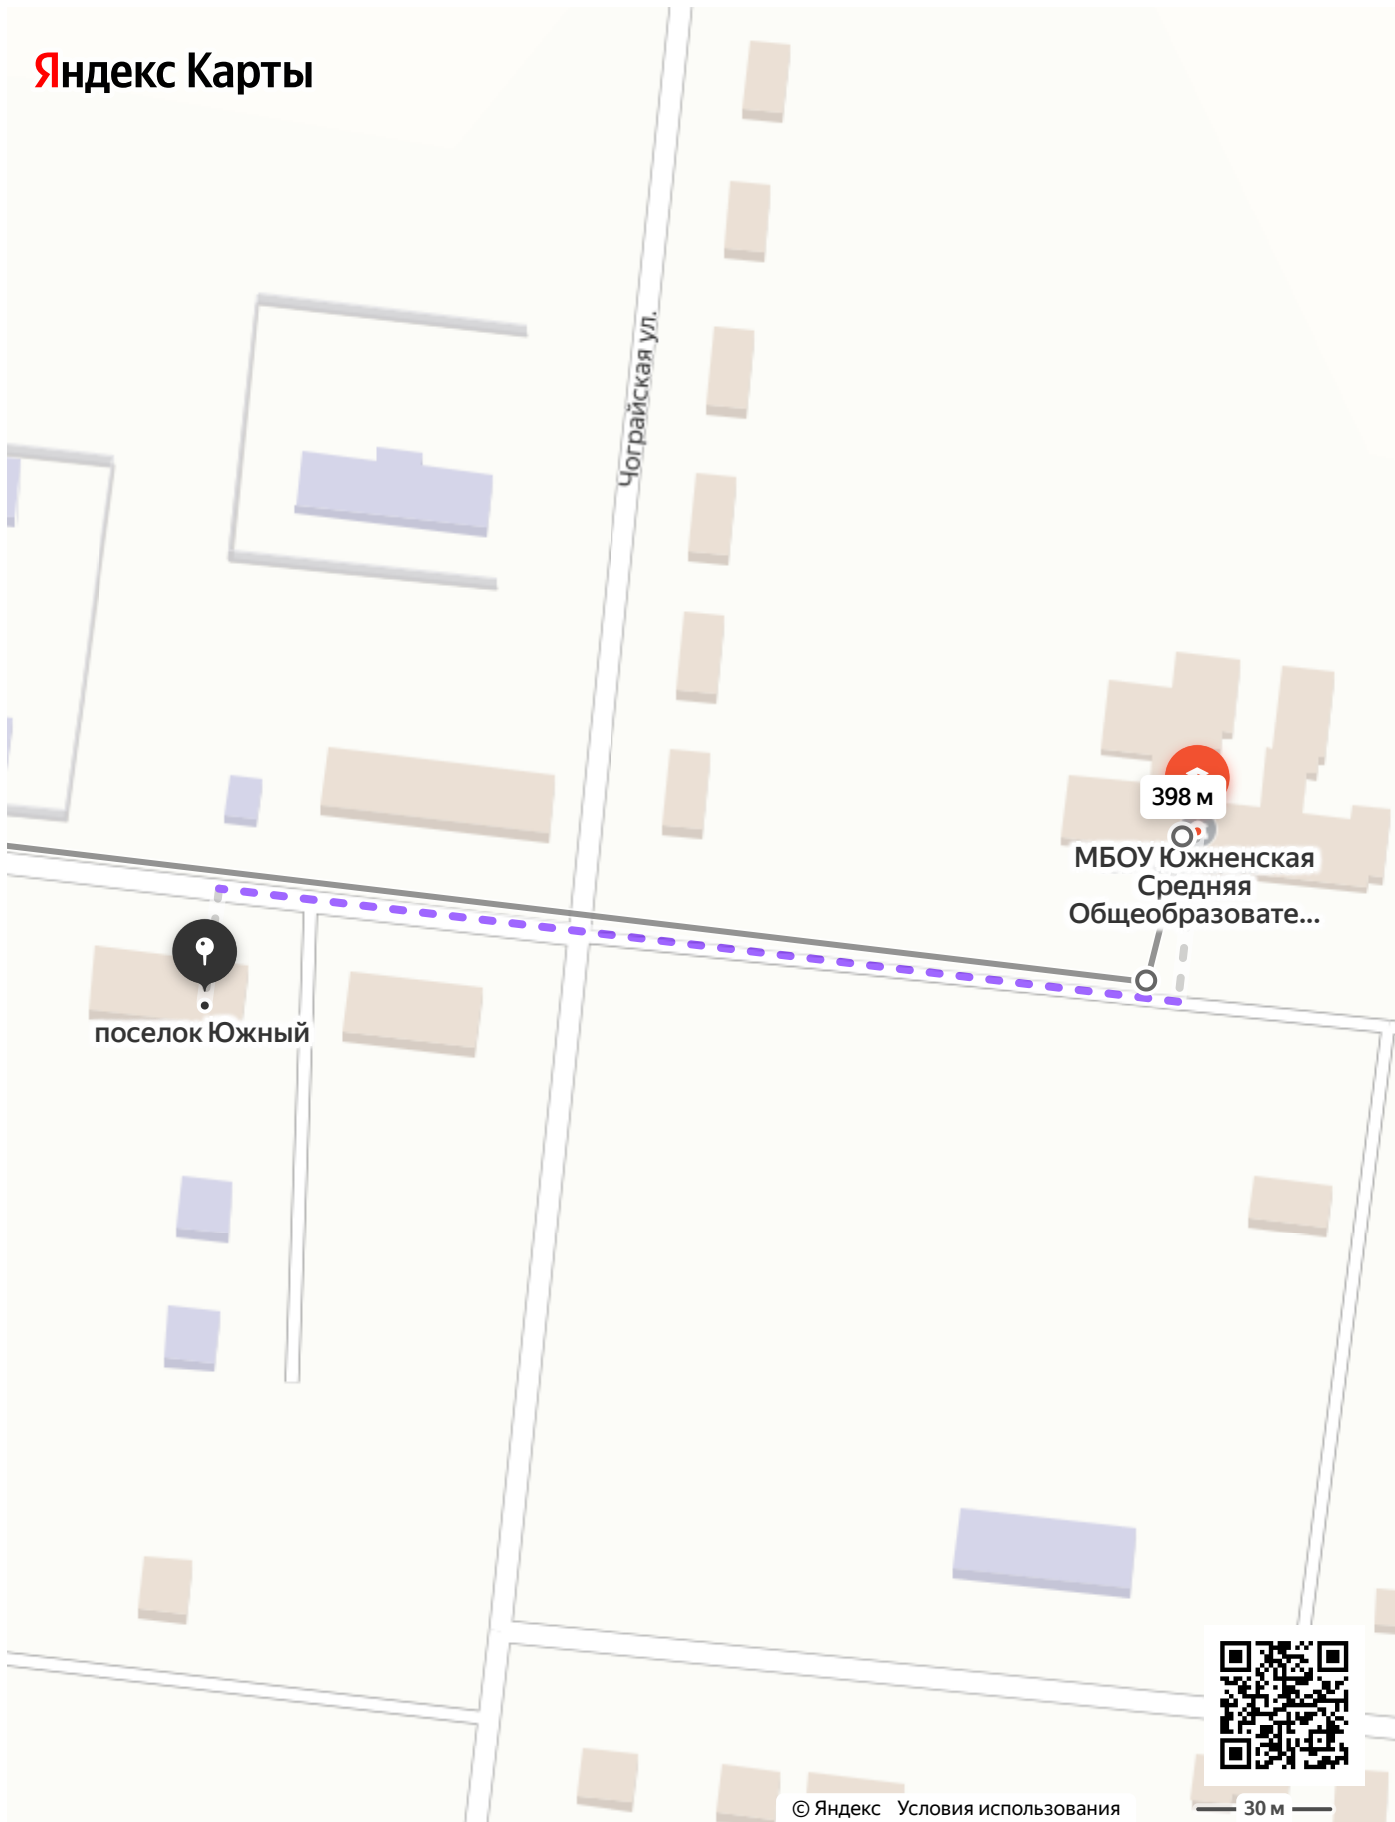 Яндекс Карты
Чограйская ул.
398 м
МБОУ Южненская
Средняя
Общеобразовате...
поселок Южный
© Яндекс Условия использования
30 м